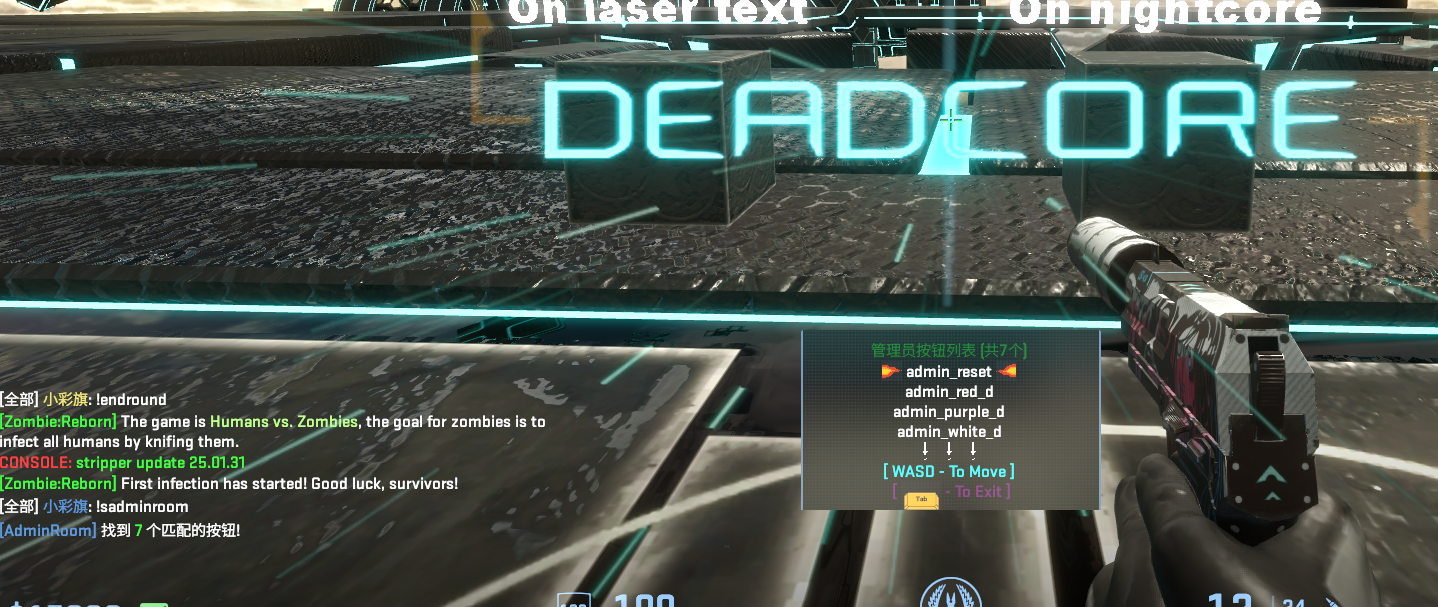 On laser text
On nightcore
DEADCORE
管理员按钮列表 (共7个)
admin_reset
admin_red_d
admin_purple_d
admin_white_d
[ WASD - To Move ]
[ Tab - To Exit ]
[全部] 小彩旗: !endround
[Zombie:Reborn] The game is Humans vs. Zombies, the goal for zombies is to
infect all humans by knifing them.
CONSOLE: stripper update 25.01.31
[Zombie:Reborn] First infection has started! Good luck, survivors!
[全部] 小彩旗: !sadminroom
[AdminRoom] 找到 7 个匹配的按钮!
100
12 | 24